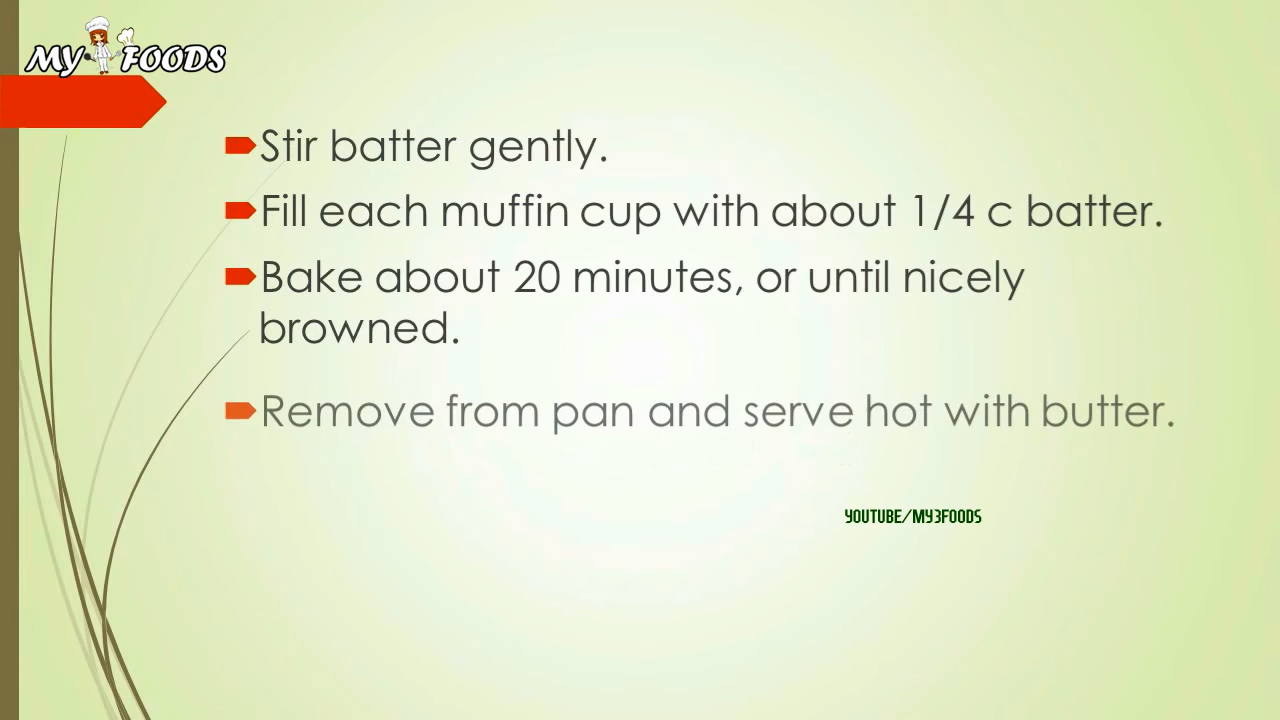 MY FOODS
Stir batter gently.
Fill each muffin cup with about 1/4 c batter.
Bake about 20 minutes, or until nicely
browned.
Remove from pan and serve hot with butter.
YOUTUBE/MY3FOODS